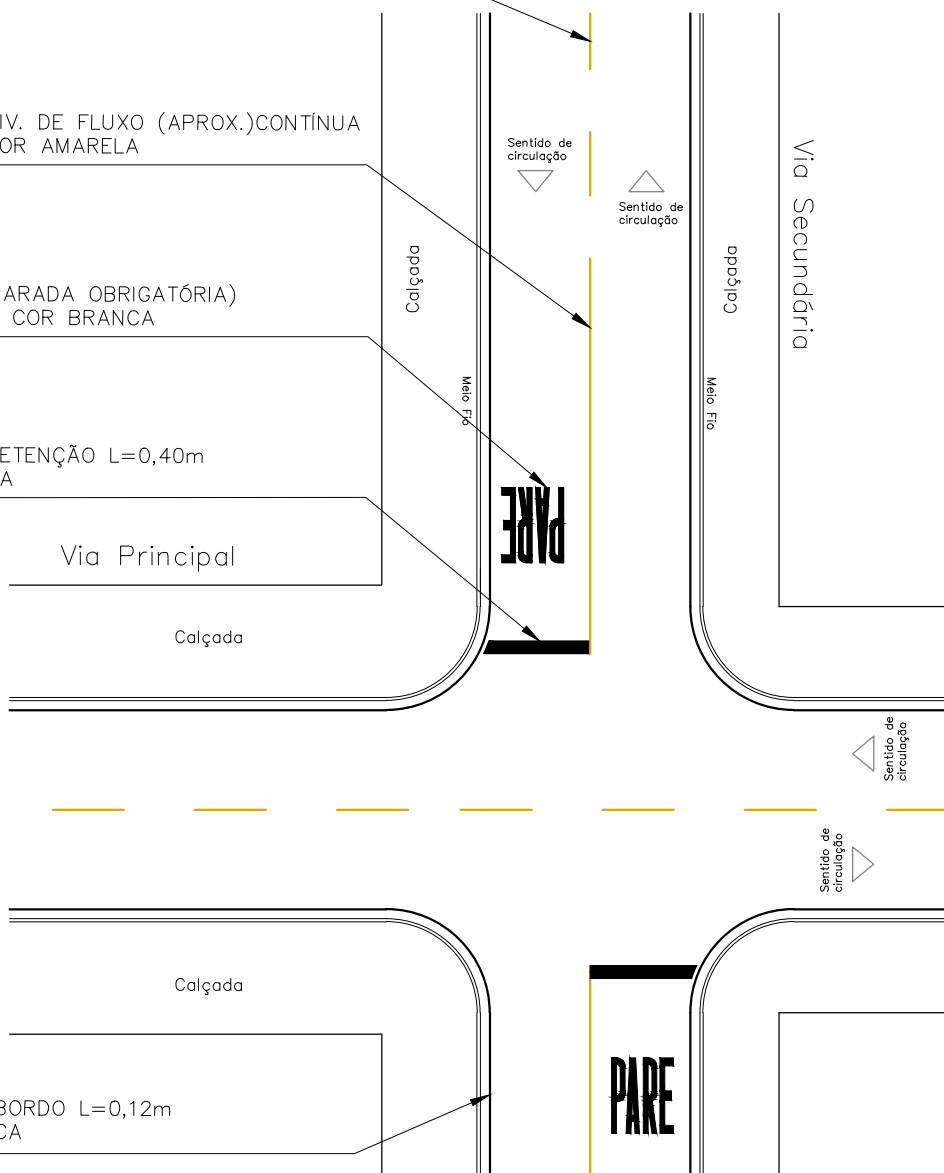 IV. DE FLUXO (APROX.)CONTÍNUA
OR AMARELA
Sentido de
circulação
Sentido de
circulação
Via Secundária
Calçada
Calçada
ARADA OBRIGATÓRIA)
COR BRANCA
Meio Fio
Meio Fio
ETENÇÃO L=0,40m
A
PARE
Via Principal
Calçada
Sentido de
circulação
Sentido de
circulação
Calçada
PARE
BORDO L=0,12m
CA